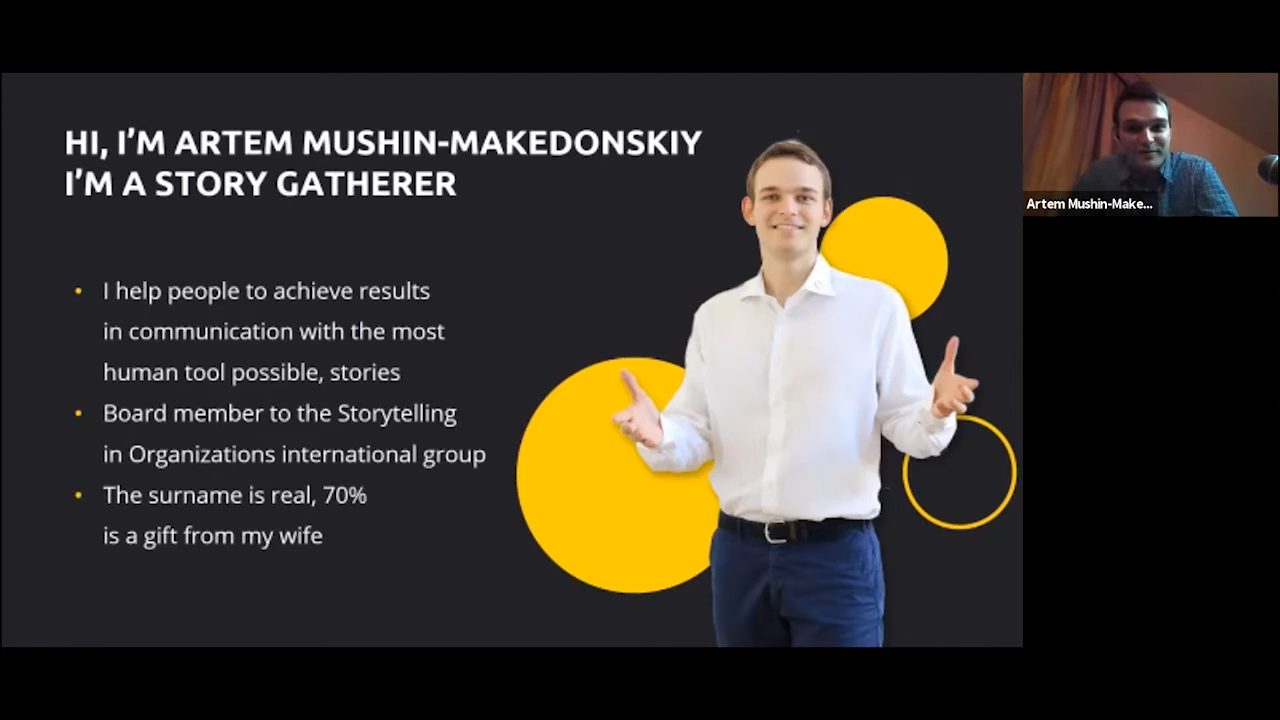 HI, I'M ARTEM MUSHIN-MAKEDONSKIY
I'M A STORY GATHERER
• I help people to achieve results
in communication with the most
human tool possible, stories
• Board member to the Storytelling
in Organizations international group
• The surname is real, 70%
is a gift from my wife
Artem Mushin-Make...